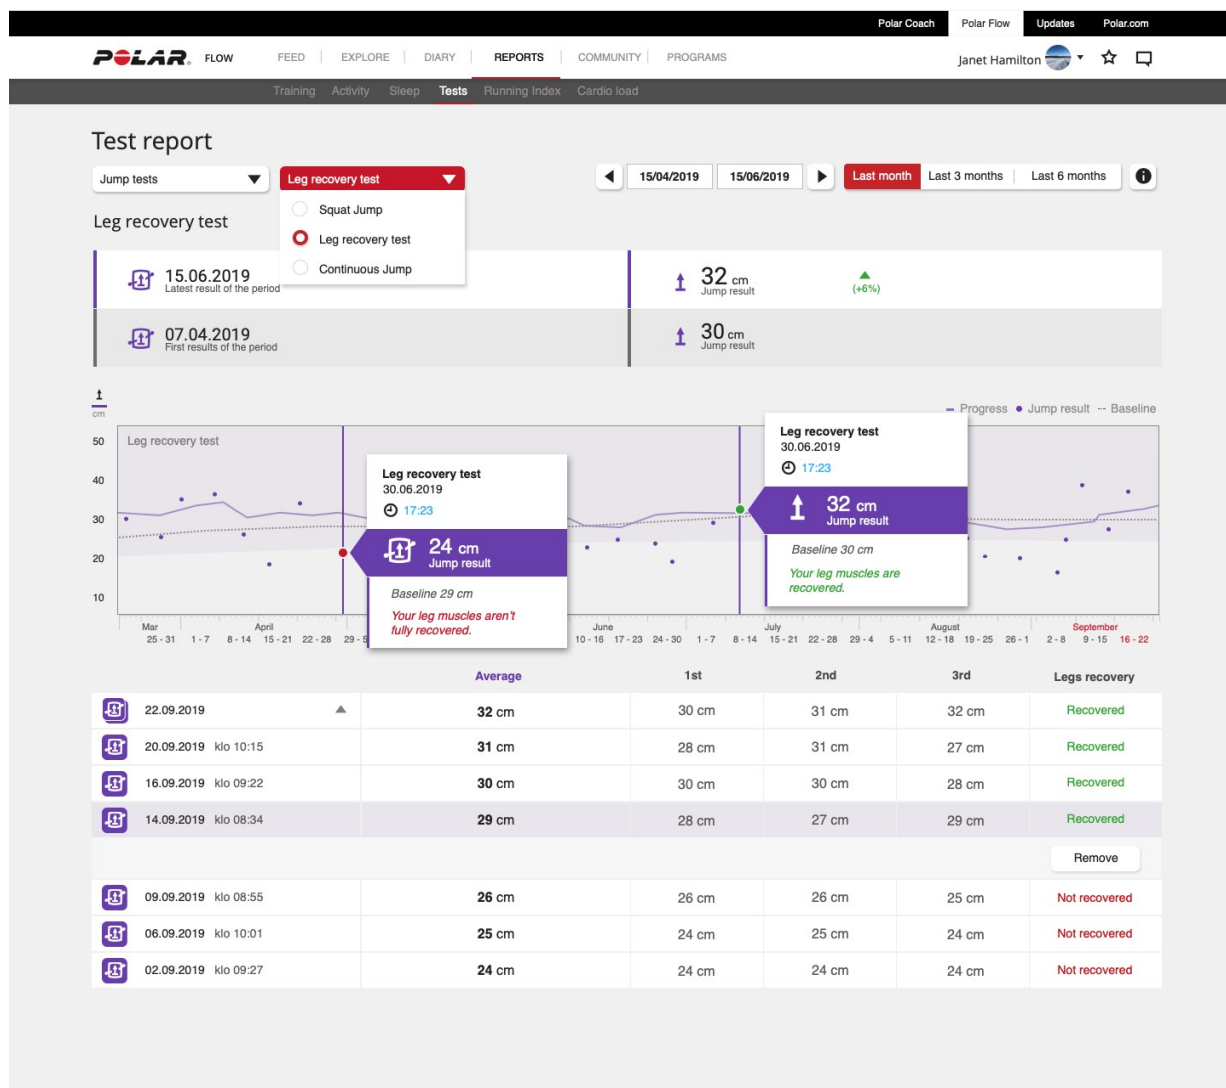 Polar Coach Polar Flow Updates Polar.com
POLAR. FLOW FEED EXPLORE DIARY REPORTS COMMUNITY PROGRAMS Janet Hamilton
Training Activity Sleep Tests Running Index Cardio load
Test report
Jump tests Leg recovery test 15/04/2019 15/06/2019 Last month Last 3 months Last 6 months
Squat Jump
Leg recovery test
Leg recovery test
Continuous Jump
15.06.2019 32 cm
Latest result of the period Jump result (+6%)
07.04.2019 30 cm
First results of the period Jump result
cm
Progress Jump result Baseline
50 Leg recovery test
40
30
20
10
Leg recovery test
30.06.2019
17:23
24 cm
Jump result
Baseline 29 cm
Your leg muscles aren't
fully recovered.
Leg recovery test
30.06.2019
17:23
32 cm
Jump result
Baseline 30 cm
Your leg muscles are
recovered.
Mar April June July August September
25 - 31 1 - 7 8 - 14 15 - 21 22 - 28 29 - 5 10 - 16 17 - 23 24 - 30 1 - 7 8 - 14 15 - 21 22 - 28 29 - 4 5 - 11 12 - 18 19 - 25 26 - 1 2 - 8 9 - 15 16 - 22
Average 1st 2nd 3rd Legs recovery
22.09.2019 32 cm 30 cm 31 cm 32 cm Recovered
20.09.2019 klo 10:15 31 cm 28 cm 31 cm 27 cm Recovered
16.09.2019 klo 09:22 30 cm 30 cm 30 cm 28 cm Recovered
14.09.2019 klo 08:34 29 cm 28 cm 27 cm 29 cm Recovered
Remove
09.09.2019 klo 08:55 26 cm 26 cm 26 cm 25 cm Not recovered
06.09.2019 klo 10:01 25 cm 24 cm 25 cm 24 cm Not recovered
02.09.2019 klo 09:27 24 cm 24 cm 24 cm 24 cm Not recovered